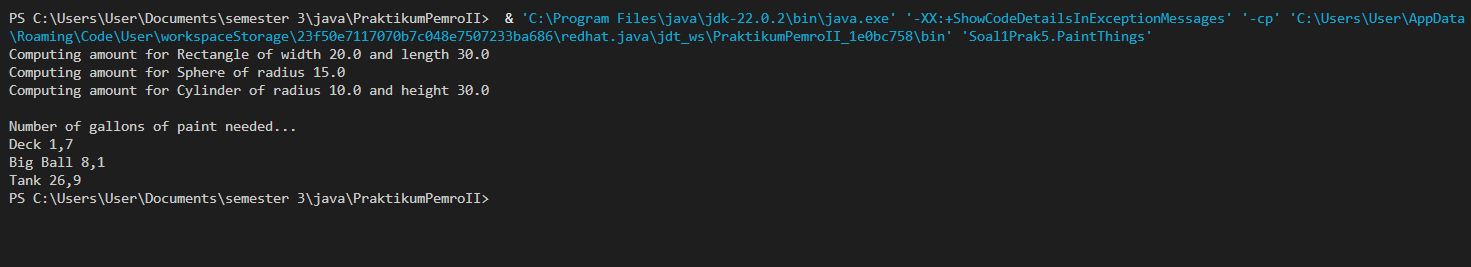 PS C:\Users\User\Documents\semester 3\java\PraktikumPemroII>  & 'C:\Program Files\java\jdk-22.0.2\bin\java.exe' '-XX:+ShowCodeDetailsInExceptionMessages' '-cp' 'C:\Users\User\AppData
\Roaming\Code\User\workspaceStorage\23f50e7117070b7c048e7507233ba686\redhat.java\jdt_ws\PraktikumPemroII_1e0bc758\bin' 'Soal1Prak5.PaintThings'
Computing amount for Rectangle of width 20.0 and length 30.0
Computing amount for Sphere of radius 15.0
Computing amount for Cylinder of radius 10.0 and height 30.0

Number of gallons of paint needed...
Deck 1,7
Big Ball 8,1
Tank 26,9
PS C:\Users\User\Documents\semester 3\java\PraktikumPemroII>